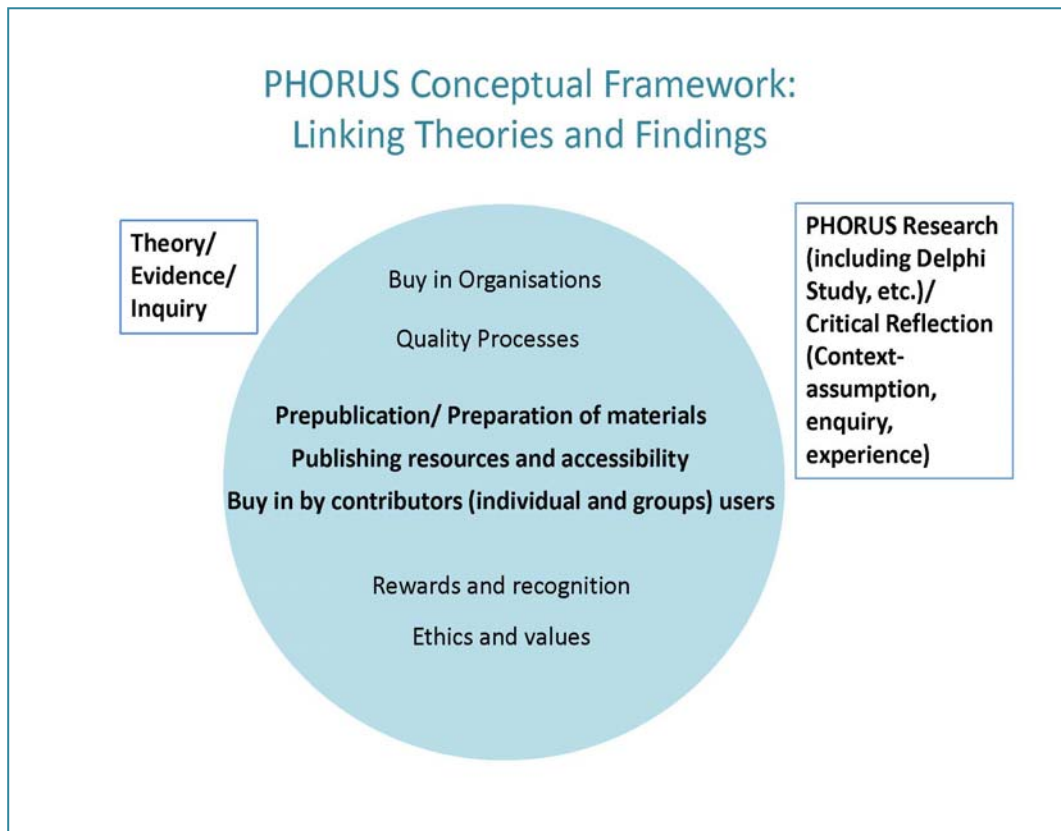 PHORUS Conceptual Framework:
Linking Theories and Findings
Theory/
Evidence/
Inquiry
Buy in Organisations
Quality Processes
Prepublication/ Preparation of materials
Publishing resources and accessibility
Buy in by contributors (individual and groups) users
Rewards and recognition
Ethics and values
PHORUS Research
(including Delphi
Study, etc.)/
Critical Reflection
(Context-
assumption,
enquiry,
experience)